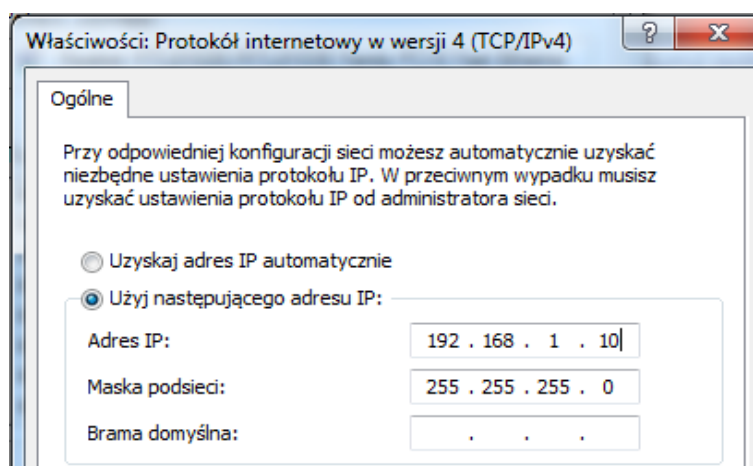 Właściwości: Protokół internetowy w wersji 4 (TCP/IPv4)
Ogólne
Przy odpowiedniej konfiguracji sieci możesz automatycznie uzyskać
niezbędne ustawienia protokołu IP. W przeciwnym wypadku musisz
uzyskać ustawienia protokołu IP od administratora sieci.
Uzyskaj adres IP automatycznie
Użyj następującego adresu IP:
Adres IP: 192 . 168 . 1 . 10
Maska podsieci: 255 . 255 . 255 . 0
Brama domyślna: . . .